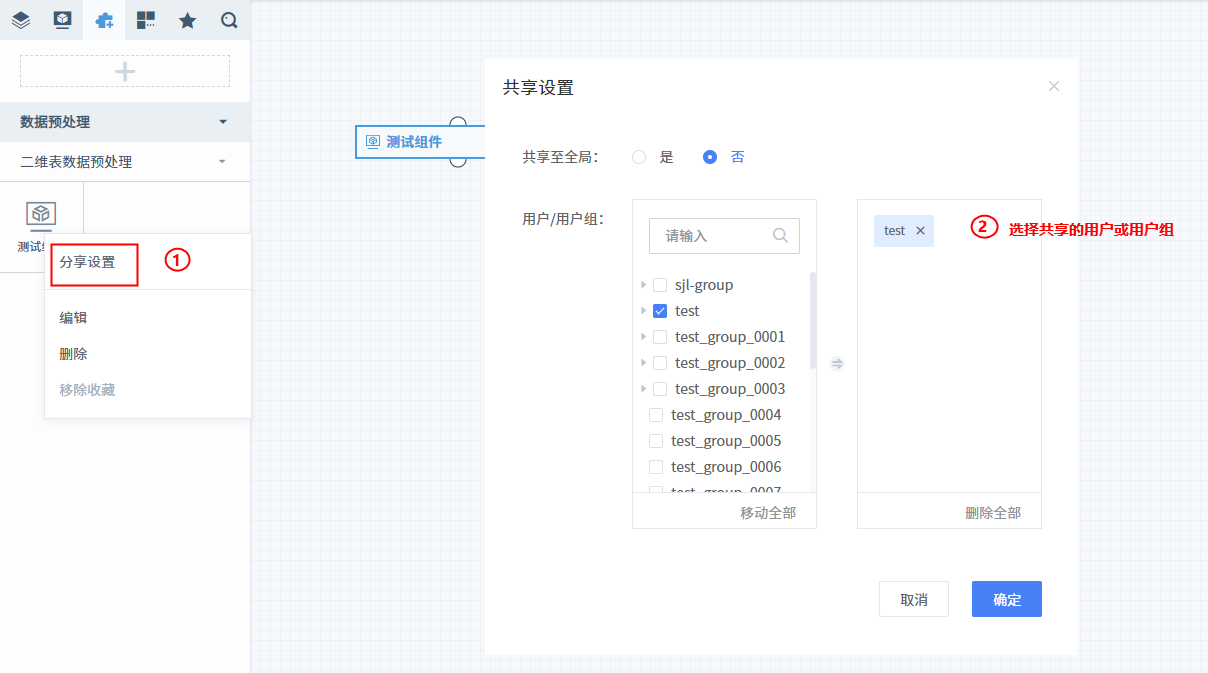 数据预处理
二维表数据预处理
测试组件
分享设置
①
编辑
删除
移除收藏
测试组件
共享设置
共享至全局：
是
否
用户/用户组：
请输入
sjl-group
test
test_group_0001
test_group_0002
test_group_0003
test_group_0004
test_group_0005
test_group_0006
test_group_0007
移动全部
test
② 选择共享的用户或用户组
删除全部
取消
确定